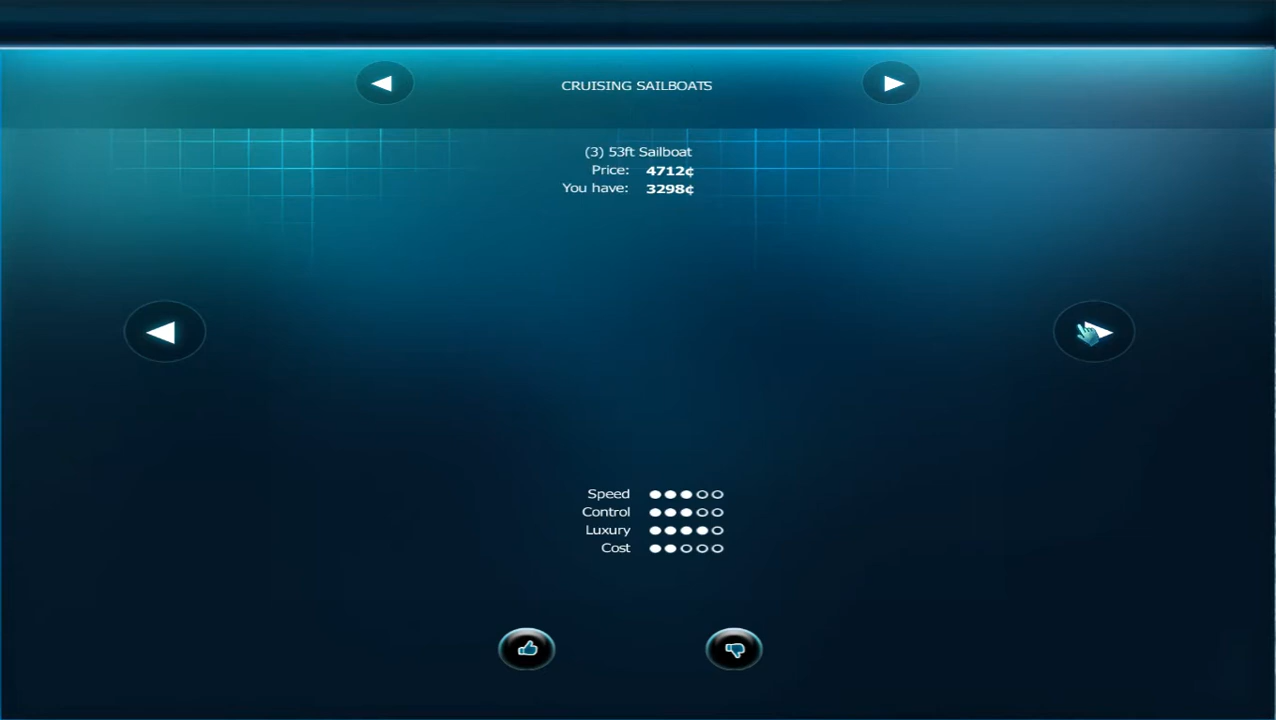 CRUISING SAILBOATS
(3) 53ft Sailboat
Price: 4712¢
You have: 3298¢
Speed
Control
Luxury
Cost